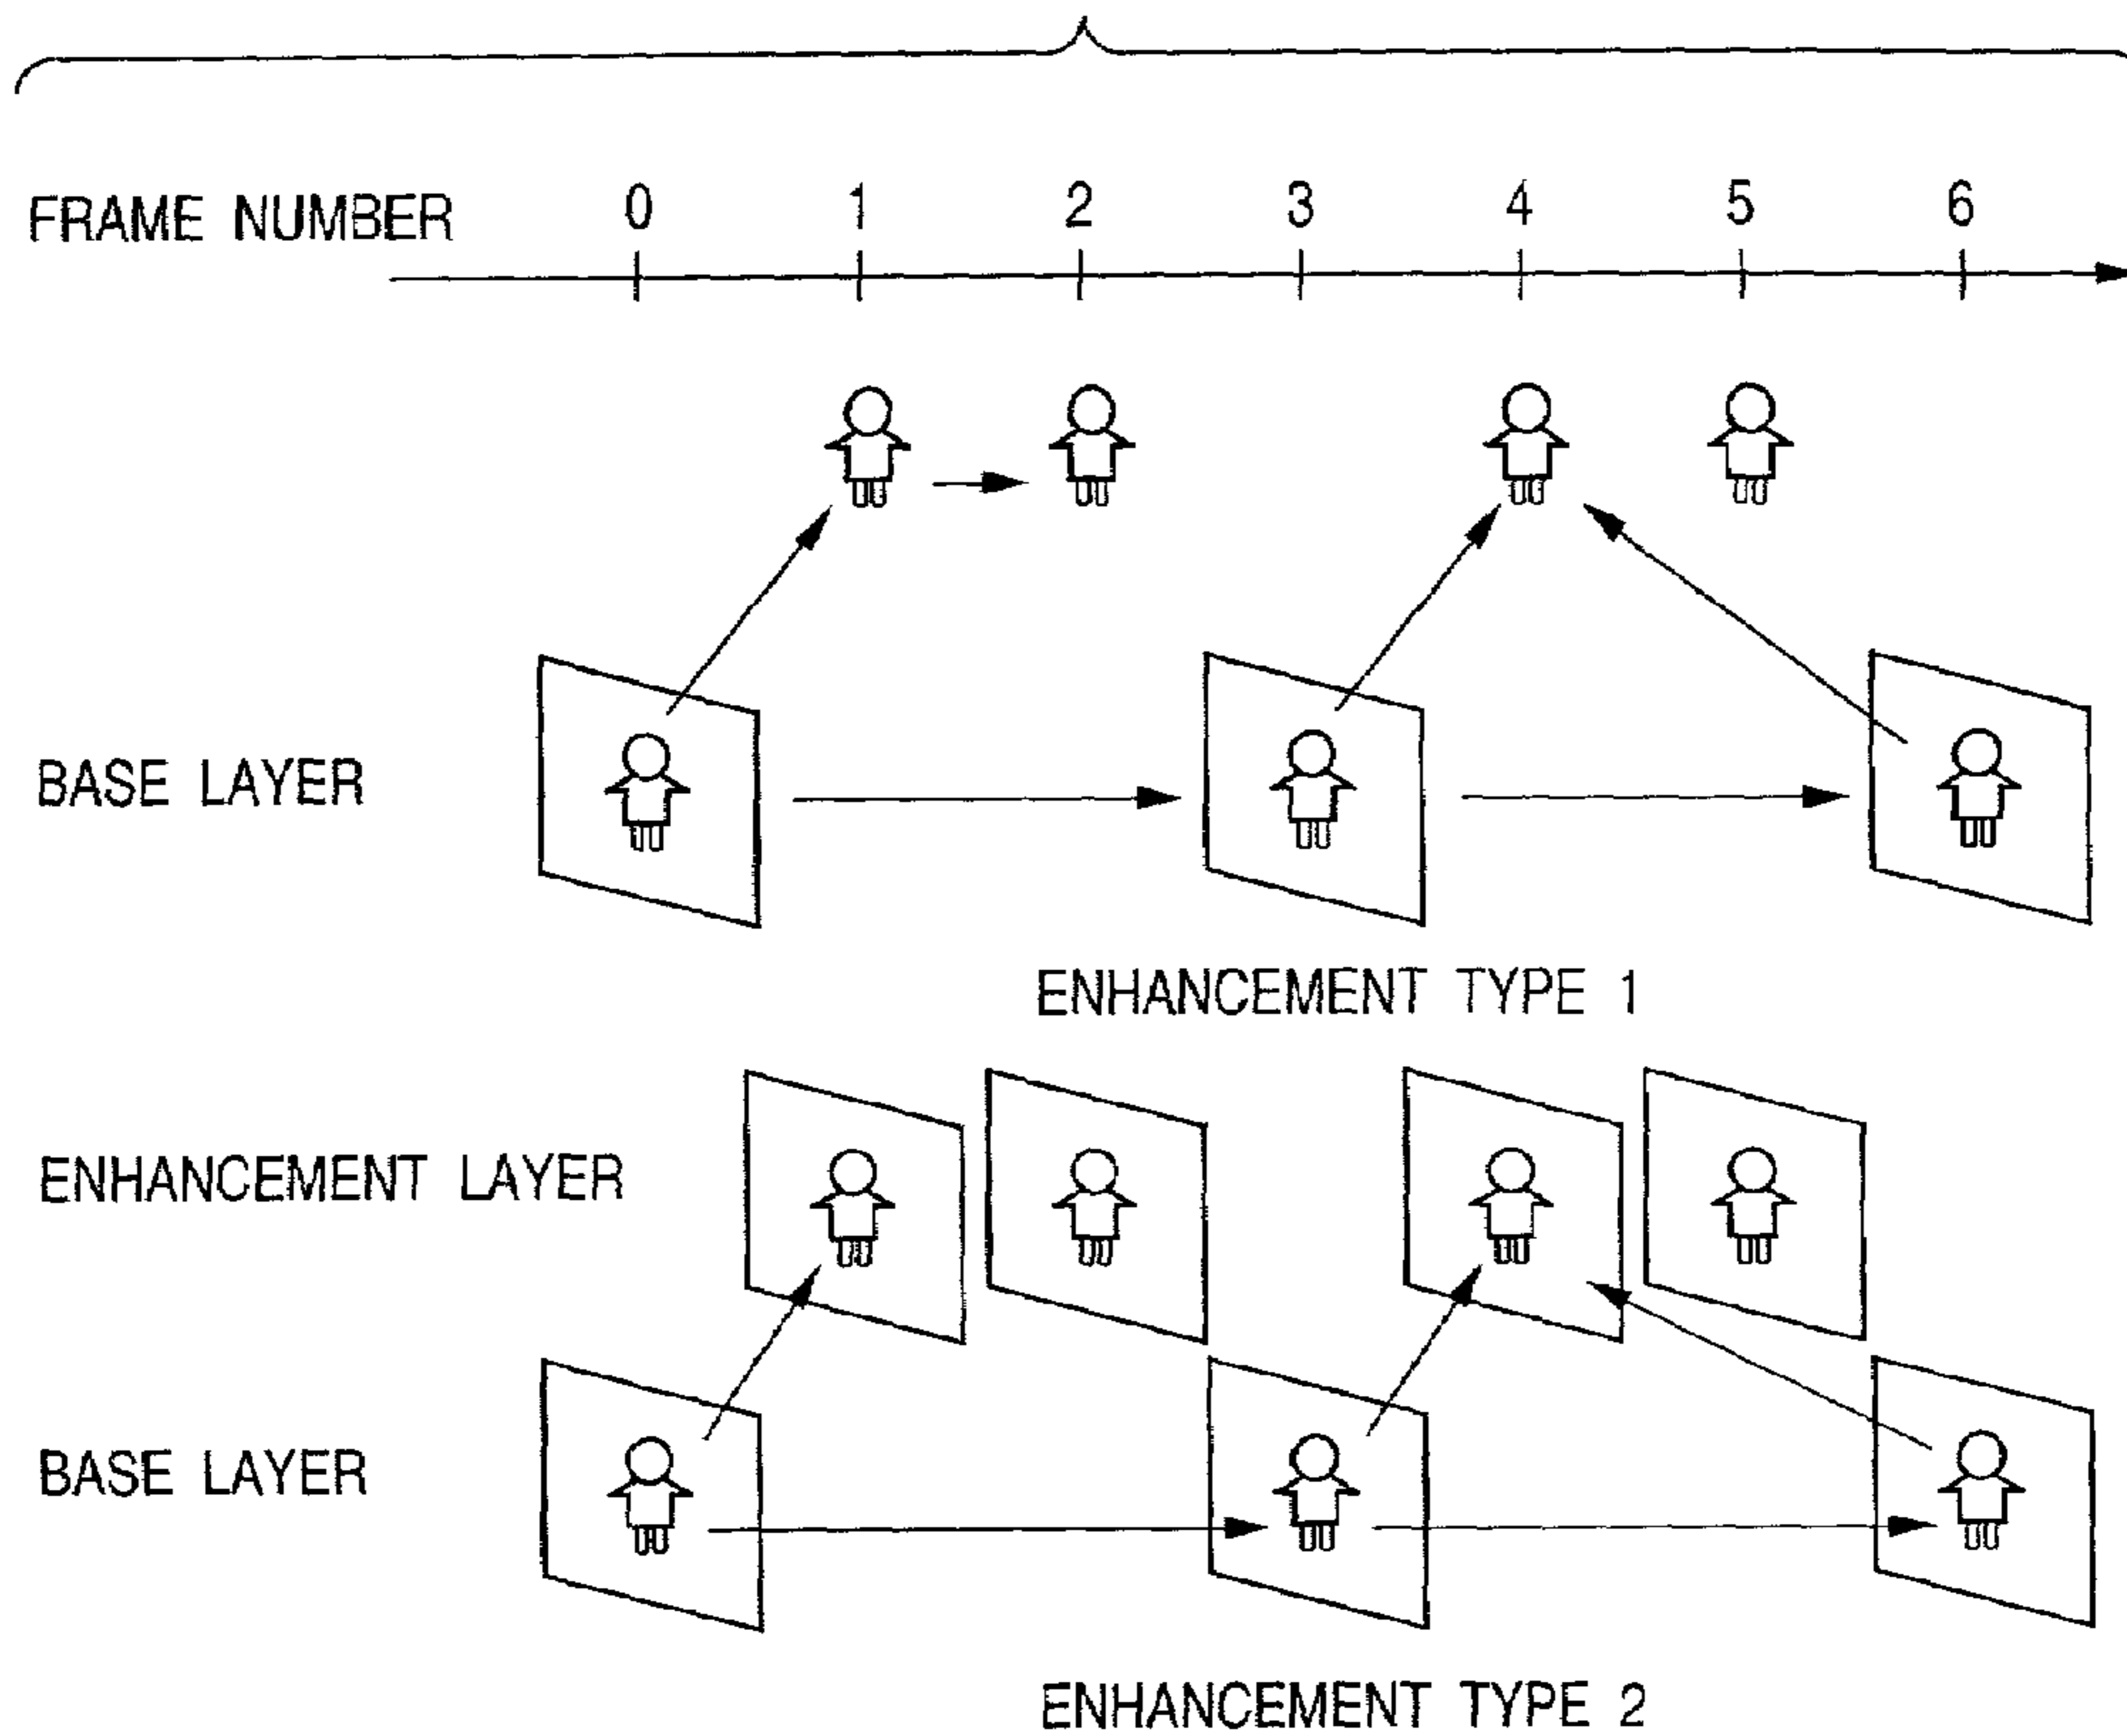 FRAME NUMBER 0 1 2 3 4 5 6
BASE LAYER
ENHANCEMENT TYPE 1
ENHANCEMENT LAYER
BASE LAYER
ENHANCEMENT TYPE 2